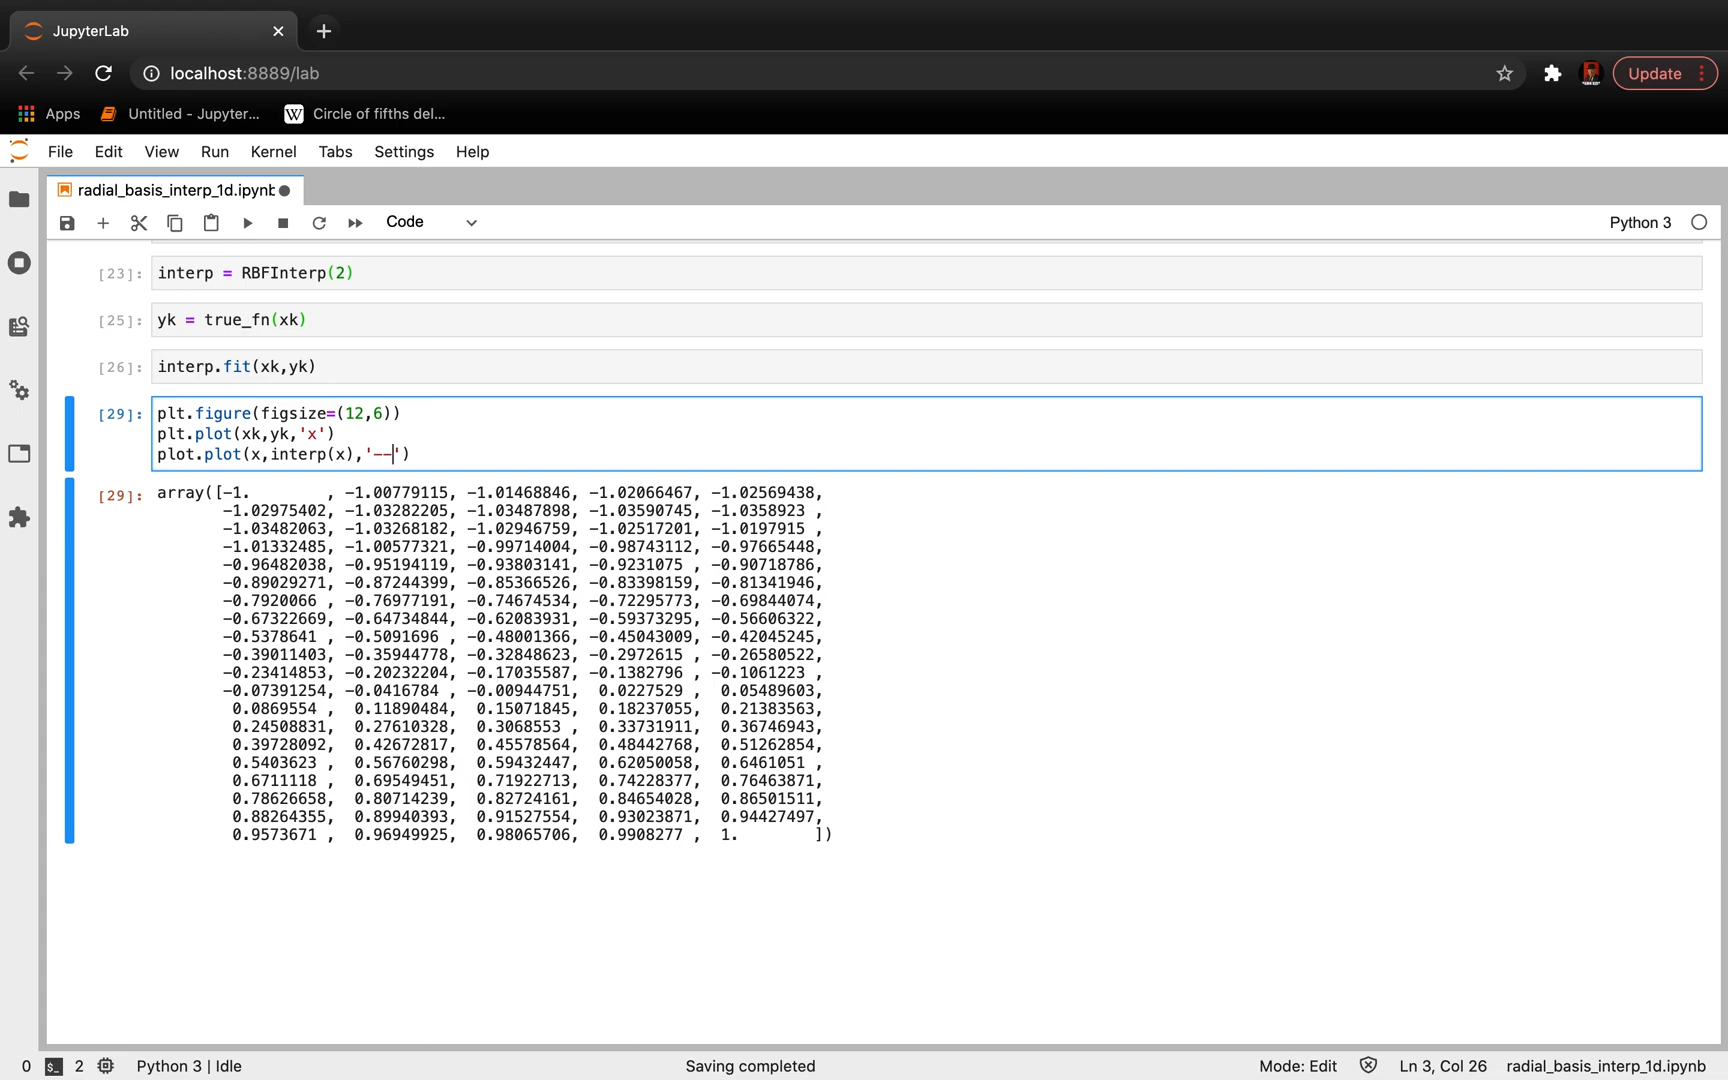 JupyterLab
localhost:8889/lab
Update
Apps
Untitled - Jupyter...
W Circle of fifths del...
File Edit View Run Kernel Tabs Settings Help
radial_basis_interp_1d.ipynb
Code
Python 3
[23]: interp = RBFInterp(2)
[25]: yk = true_fn(xk)
[26]: interp.fit(xk,yk)
[29]: plt.figure(figsize=(12,6))
plt.plot(xk,yk,'x')
plot.plot(x,interp(x),'--')
[29]: array([-1.        , -1.00779115, -1.01468846, -1.02066467, -1.02569438,
-1.02975402, -1.03282205, -1.03487898, -1.03590745, -1.0358923 ,
-1.03482063, -1.03268182, -1.02946759, -1.02517201, -1.0197915 ,
-1.01332485, -1.00577321, -0.99714004, -0.98743112, -0.97665448,
-0.96482038, -0.95194119, -0.93803141, -0.9231075 , -0.90718786,
-0.89029271, -0.87244399, -0.85366526, -0.83398159, -0.81341946,
-0.7920066 , -0.76977191, -0.74674534, -0.72295773, -0.69844074,
-0.67322669, -0.64734844, -0.62083931, -0.59373295, -0.56606322,
-0.5378641 , -0.5091696 , -0.48001366, -0.45043009, -0.42045245,
-0.39011403, -0.35944778, -0.32848623, -0.2972615 , -0.26580522,
-0.23414853, -0.20232204, -0.17035587, -0.1382796 , -0.1061223 ,
-0.07391254, -0.0416784 , -0.00944751,  0.0227529 ,  0.05489603,
0.0869554 ,  0.11890484,  0.15071845,  0.18237055,  0.21383563,
0.24508831,  0.27610328,  0.3068553 ,  0.33731911,  0.36746943,
0.39728092,  0.42672817,  0.45578564,  0.48442768,  0.51262854,
0.5403623 ,  0.56760298,  0.59432447,  0.62050058,  0.6461051 ,
0.6711118 ,  0.69549451,  0.71922713,  0.74228377,  0.76463871,
0.78626658,  0.80714239,  0.82724161,  0.84654028,  0.86501511,
0.88264355,  0.89940393,  0.91527554,  0.93023871,  0.94427497,
0.9573671 ,  0.96949925,  0.98065706,  0.9908277 ,  1.        ])
0 $_ 2 Python 3 | Idle
Saving completed
Mode: Edit
Ln 3, Col 26
radial_basis_interp_1d.ipynb